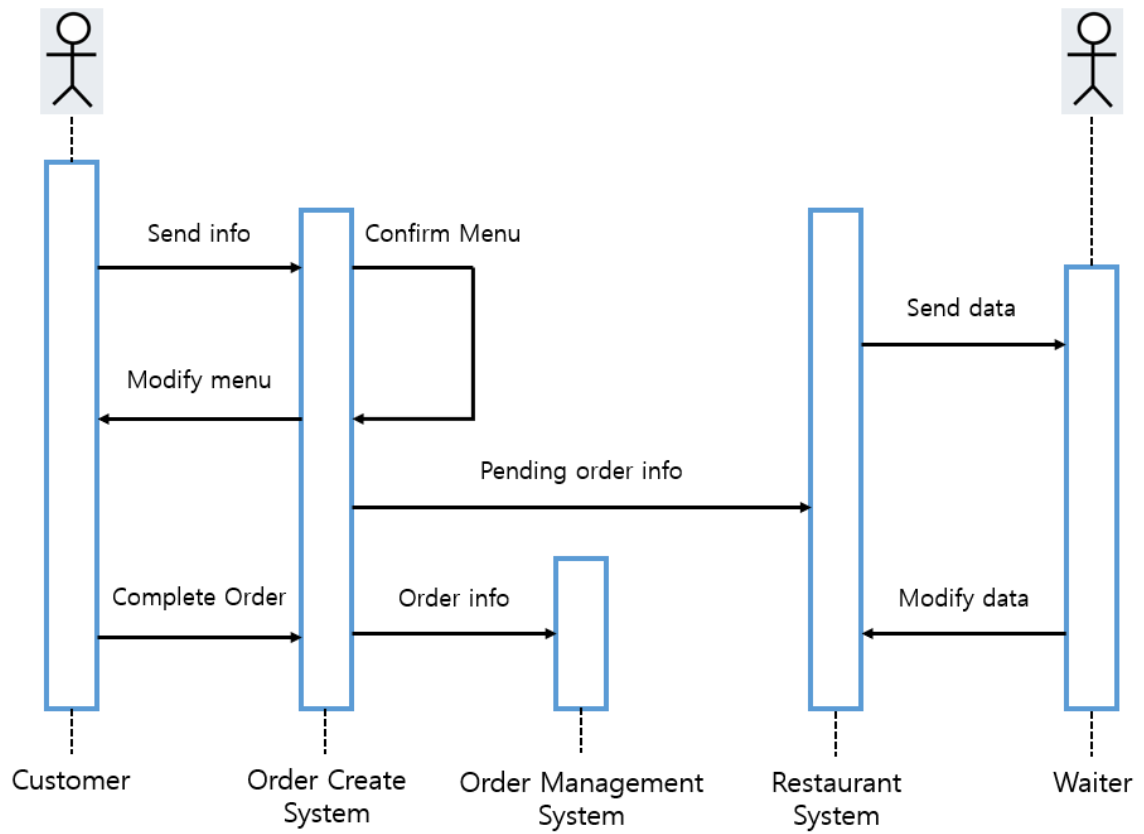 Send info
Confirm Menu
Send data
Modify menu
Pending order info
Complete Order
Order info
Modify data
Customer
Order Create
System
Order Management
System
Restaurant
System
Waiter